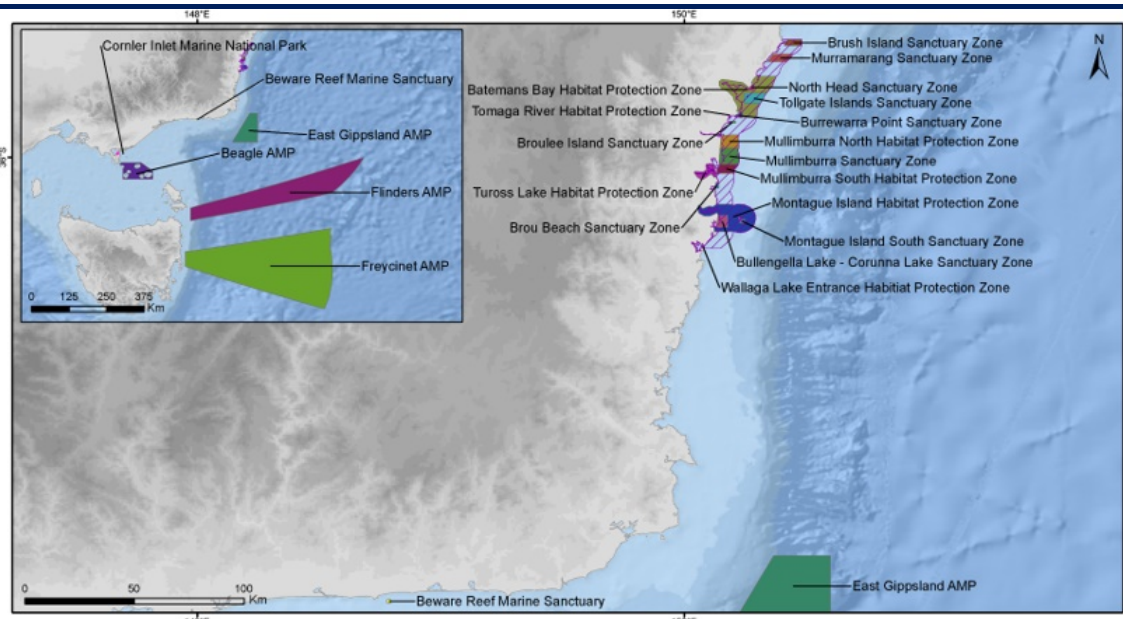 148°E
150°E
Cornler Inlet Marine National Park
Beware Reef Marine Sanctuary
East Gippsland AMP
Beagle AMP
Flinders AMP
Freycinet AMP
0 125 250 375
Km
N
Brush Island Sanctuary Zone
Murramarang Sanctuary Zone
Batemans Bay Habitat Protection Zone
North Head Sanctuary Zone
Tollgate Islands Sanctuary Zone
Tomaga River Habitat Protection Zone
Burrewarra Point Sanctuary Zone
Broulee Island Sanctuary Zone
Mullimburra North Habitat Protection Zone
Mullimburra Sanctuary Zone
Mullimburra South Habitat Protection Zone
Tuross Lake Habitat Protection Zone
Montague Island Habitat Protection Zone
Brou Beach Sanctuary Zone
Montague Island South Sanctuary Zone
Bullengella Lake - Corunna Lake Sanctuary Zone
Wallaga Lake Entrance Habitiat Protection Zone
East Gippsland AMP
0 50 100
Km
Beware Reef Marine Sanctuary